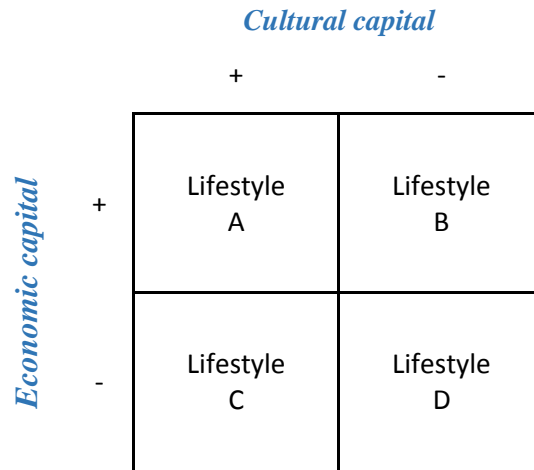 Cultural capital
+ -
Economic capital
+
Lifestyle
A
Lifestyle
B
-
Lifestyle
C
Lifestyle
D